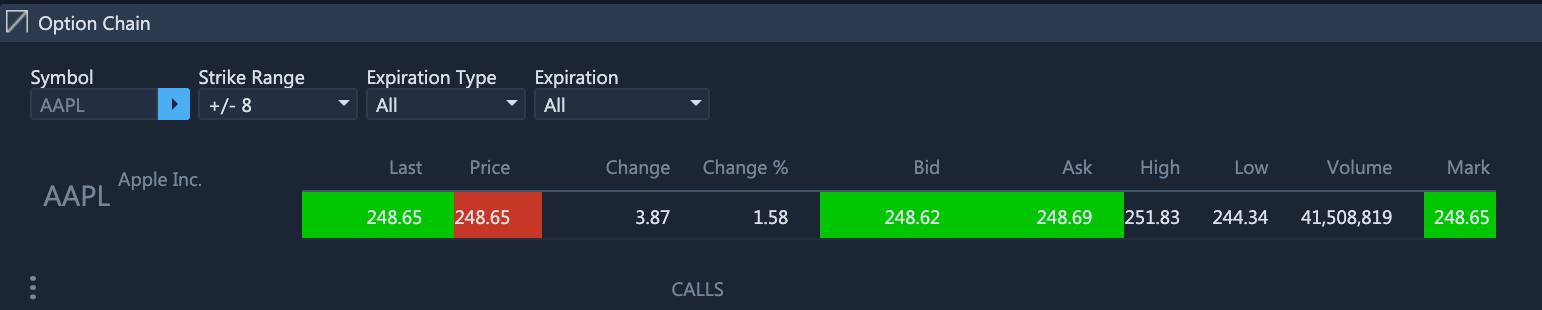 Option Chain
Symbol Strike Range Expiration Type Expiration
AAPL +/- 8 All All
Last Price Change Change % Bid Ask High Low Volume Mark
AAPL Apple Inc.
248.65 248.65 3.87 1.58 248.62 248.69 251.83 244.34 41,508,819 248.65
CALLS